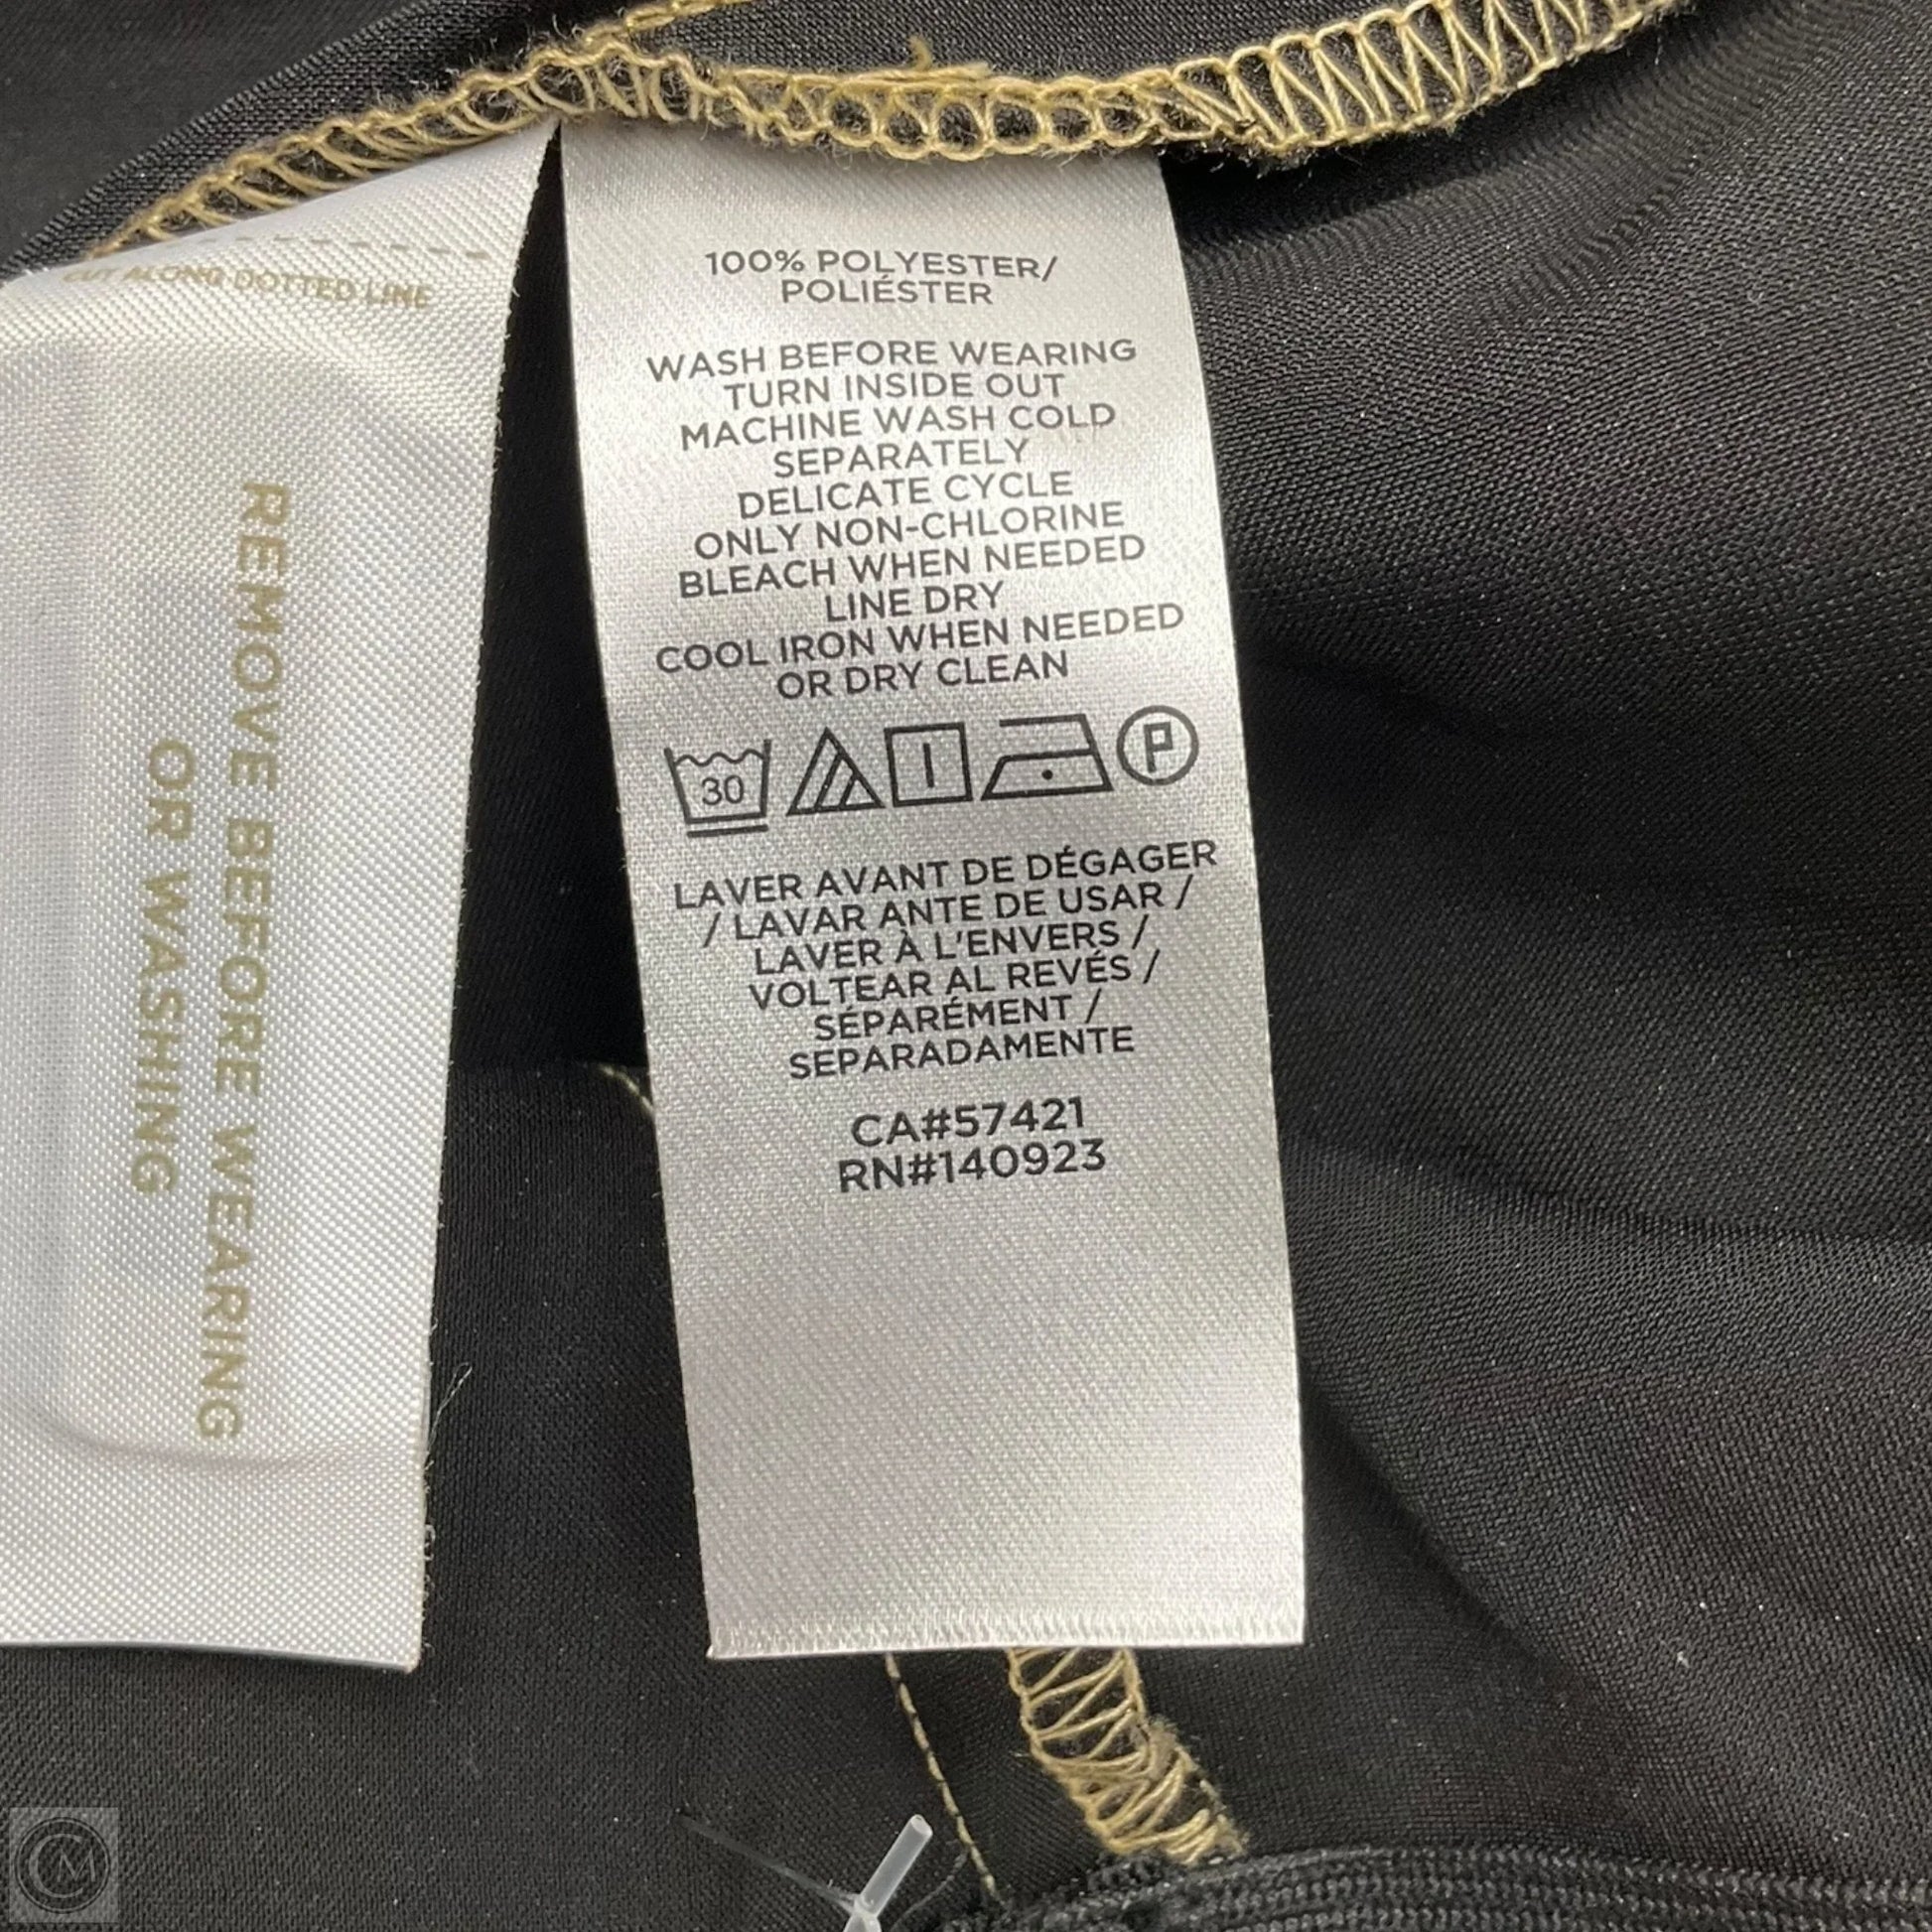 CUT ALONG DOTTED LINE
REMOVE BEFORE WEARING
OR WASHING
100% POLYESTER/
POLIÉSTER
WASH BEFORE WEARING
TURN INSIDE OUT
MACHINE WASH COLD
SEPARATELY
DELICATE CYCLE
ONLY NON-CHLORINE
BLEACH WHEN NEEDED
LINE DRY
COOL IRON WHEN NEEDED
OR DRY CLEAN
30 P
LAVER AVANT DE DÉGAGER
/ LAVAR ANTE DE USAR /
LAVER À L'ENVERS /
VOLTEAR AL REVÉS /
SÉPARÉMENT /
SEPARADAMENTE
CA#57421
RN#140923
CM